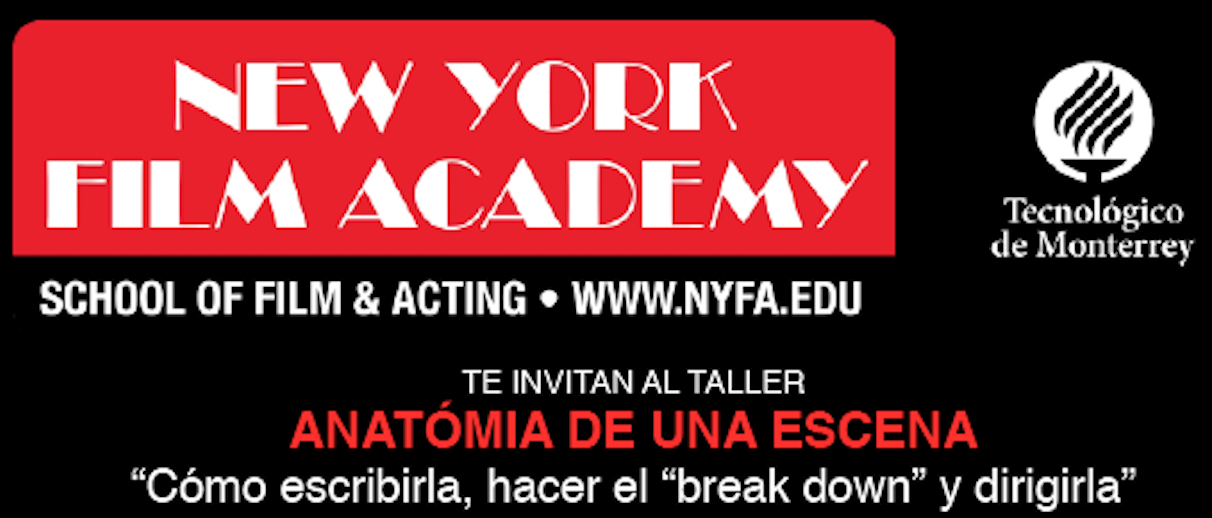 NEW YORK
FILM ACADEMY
SCHOOL OF FILM & ACTING • WWW.NYFA.EDU
Tecnológico
de Monterrey
TE INVITAN AL TALLER
ANATÓMIA DE UNA ESCENA
“Cómo escribirla, hacer el “break down” y dirigirla”